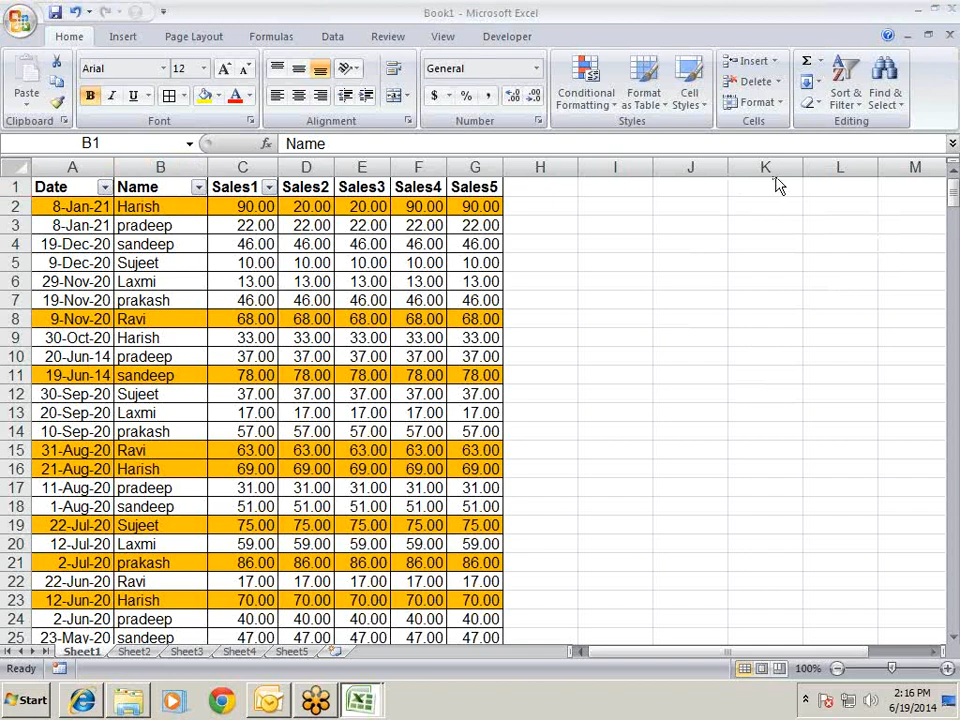 Book1 - Microsoft Excel
Home Insert Page Layout Formulas Data Review View Developer
Paste
Arial 12
General
B I U
$ % ,
Conditional Formatting
Format as Table
Cell Styles
Insert
Delete
Format
Sort & Filter
Find & Select
Clipboard Font Alignment Number Styles Cells Editing
B1 fx Name
A B C D E F G H I J K L M
1 Date Name Sales1 Sales2 Sales3 Sales4 Sales5
2 8-Jan-21 Harish 90.00 20.00 20.00 90.00 90.00
3 8-Jan-21 pradeep 22.00 22.00 22.00 22.00 22.00
4 19-Dec-20 sandeep 46.00 46.00 46.00 46.00 46.00
5 9-Dec-20 Sujeet 10.00 10.00 10.00 10.00 10.00
6 29-Nov-20 Laxmi 13.00 13.00 13.00 13.00 13.00
7 19-Nov-20 prakash 46.00 46.00 46.00 46.00 46.00
8 9-Nov-20 Ravi 68.00 68.00 68.00 68.00 68.00
9 30-Oct-20 Harish 33.00 33.00 33.00 33.00 33.00
10 20-Jun-14 pradeep 37.00 37.00 37.00 37.00 37.00
11 19-Jun-14 sandeep 78.00 78.00 78.00 78.00 78.00
12 30-Sep-20 Sujeet 37.00 37.00 37.00 37.00 37.00
13 20-Sep-20 Laxmi 17.00 17.00 17.00 17.00 17.00
14 10-Sep-20 prakash 57.00 57.00 57.00 57.00 57.00
15 31-Aug-20 Ravi 63.00 63.00 63.00 63.00 63.00
16 21-Aug-20 Harish 69.00 69.00 69.00 69.00 69.00
17 11-Aug-20 pradeep 31.00 31.00 31.00 31.00 31.00
18 1-Aug-20 sandeep 51.00 51.00 51.00 51.00 51.00
19 22-Jul-20 Sujeet 75.00 75.00 75.00 75.00 75.00
20 12-Jul-20 Laxmi 59.00 59.00 59.00 59.00 59.00
21 2-Jul-20 prakash 86.00 86.00 86.00 86.00 86.00
22 22-Jun-20 Ravi 17.00 17.00 17.00 17.00 17.00
23 12-Jun-20 Harish 70.00 70.00 70.00 70.00 70.00
24 2-Jun-20 pradeep 40.00 40.00 40.00 40.00 40.00
25 23-May-20 sandeep 47.00 47.00 47.00 47.00 47.00
Sheet1 Sheet2 Sheet3 Sheet4 Sheet5
Ready 100%
Start 2:16 PM
6/19/2014